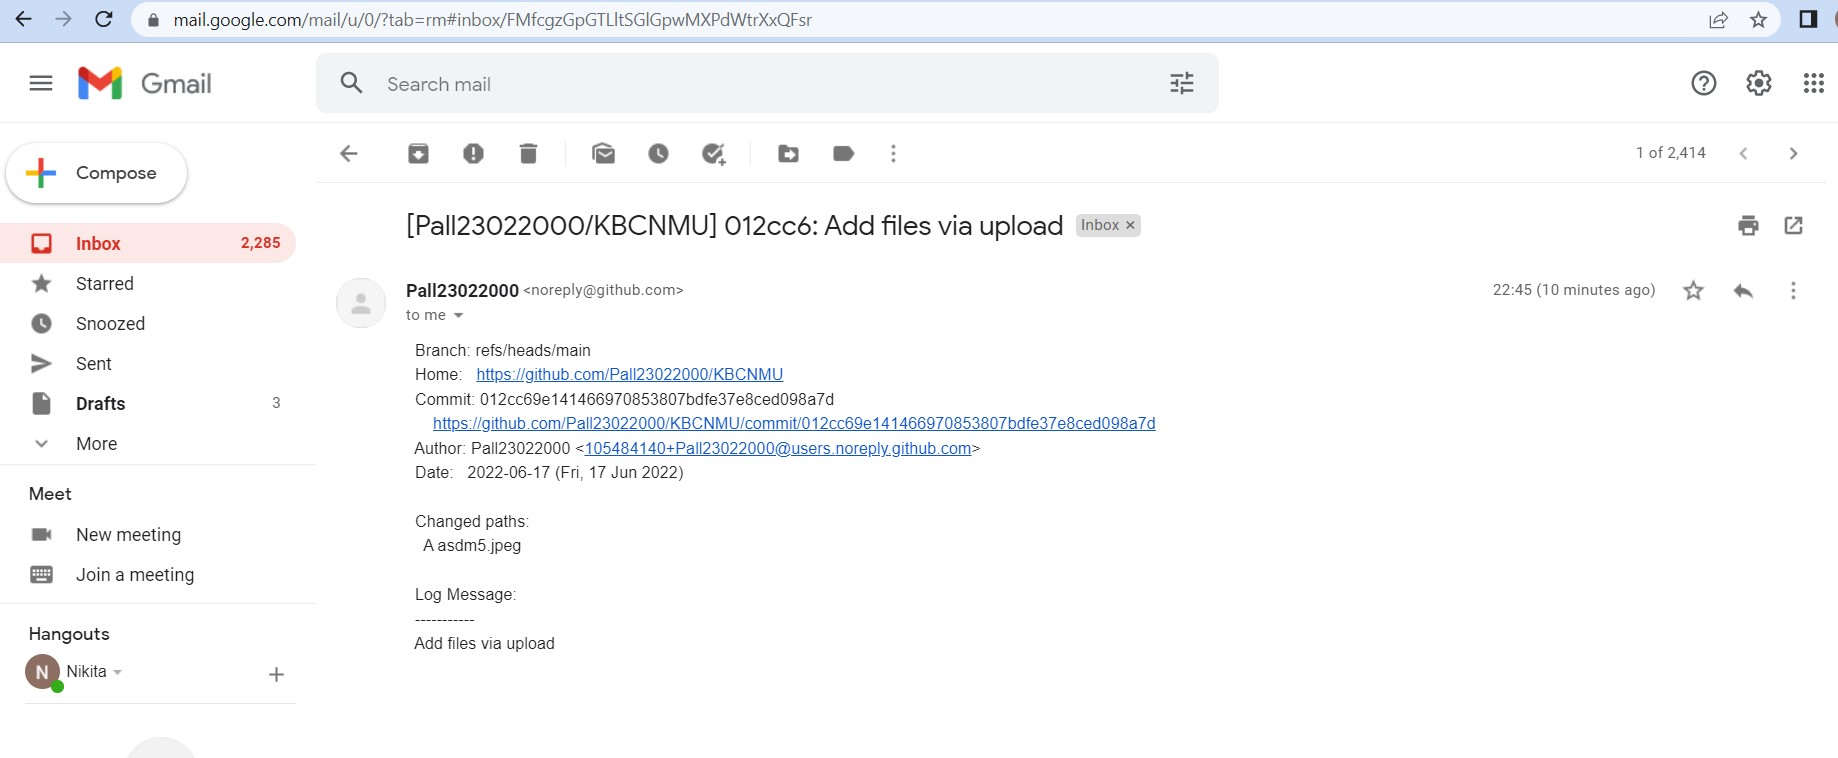 mail.google.com/mail/u/0/?tab=rm#inbox/FMfcgzGpGTLltSGlGpwMXPdWtrXxQFsr
Gmail
Search mail
Compose
1 of 2,414
Inbox 2,285
Starred
Snoozed
Sent
Drafts 3
More
Meet
New meeting
Join a meeting
Hangouts
N Nikita
[Pall23022000/KBCNMU] 012cc6: Add files via upload Inbox ×
Pall23022000 <noreply@github.com> 22:45 (10 minutes ago)
to me
Branch: refs/heads/main
Home: https://github.com/Pall23022000/KBCNMU
Commit: 012cc69e141466970853807bdfe37e8ced098a7d
https://github.com/Pall23022000/KBCNMU/commit/012cc69e141466970853807bdfe37e8ced098a7d
Author: Pall23022000 <105484140+Pall23022000@users.noreply.github.com>
Date: 2022-06-17 (Fri, 17 Jun 2022)
Changed paths:
A asdm5.jpeg
Log Message:
-----------
Add files via upload